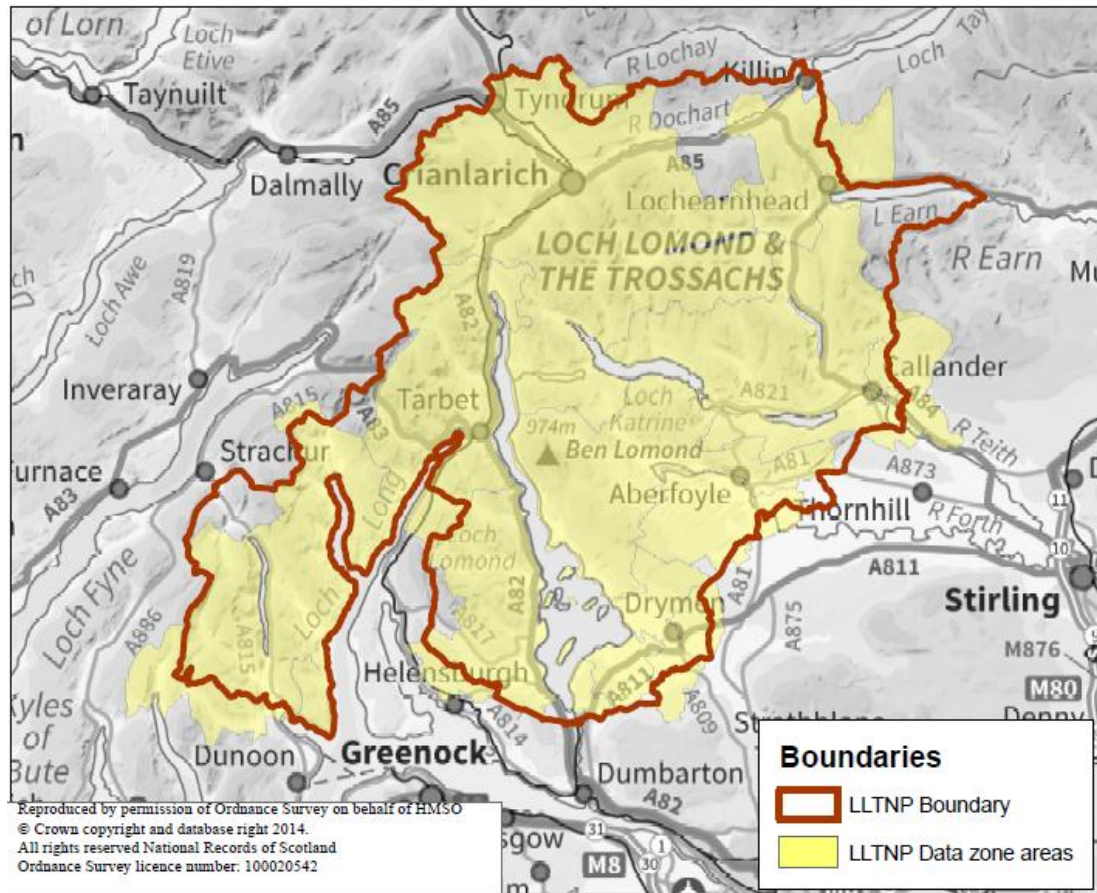 of Lorn
Loch
Etive
Taynuilt
R Lochay
Loch
Killin
Tyndrum
R Dochart
A85
A85
Dalmally
Crianlarich
Lochearnhead
L Earn
LOCH LOMOND &
THE TROSSACHS
R Earn
Loch Awe
A819
A82
Inveraray
A815
Callander
A84
Tarbet
A83
Loch
Katrine
A821
974m
Ben Lomond
R Teith
Strachur
Furnace
A83
A81
Aberfoyle
A873
Thornhill
11
R Forth
10
Long
Loch
Loch
Lomond
A82
A811
A81
Stirling
Loch Fyne
A886
A815
A817
Drymen
A875
M876
Helensburgh
A811
A809
M80
Kyles
of
Bute
Dunoon
Greenock
A814
Strathblane
Denny
Dumbarton
A82
31
M8
30
1
Boundaries
LLTNP Boundary
LLTNP Data zone areas
Reproduced by permission of Ordnance Survey on behalf of HMSO
© Crown copyright and database right 2014.
All rights reserved National Records of Scotland
Ordnance Survey licence number: 100020542